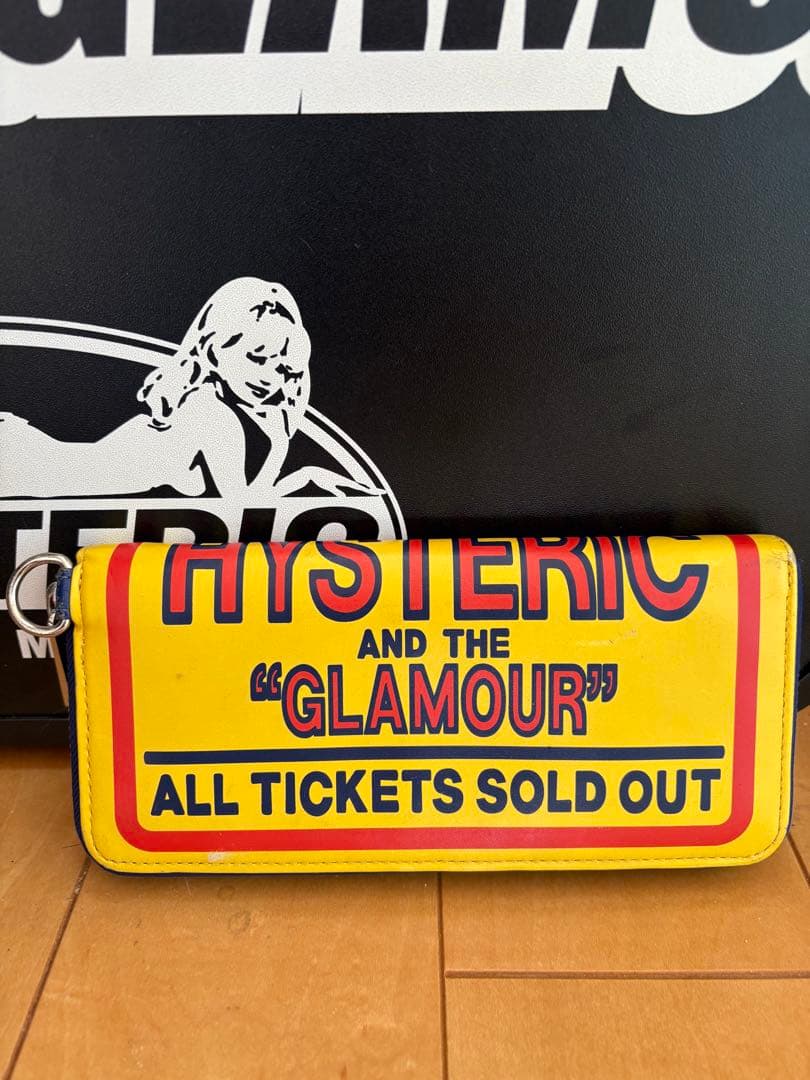 HYSTERIC
AND THE
“GLAMOUR”
ALL TICKETS SOLD OUT